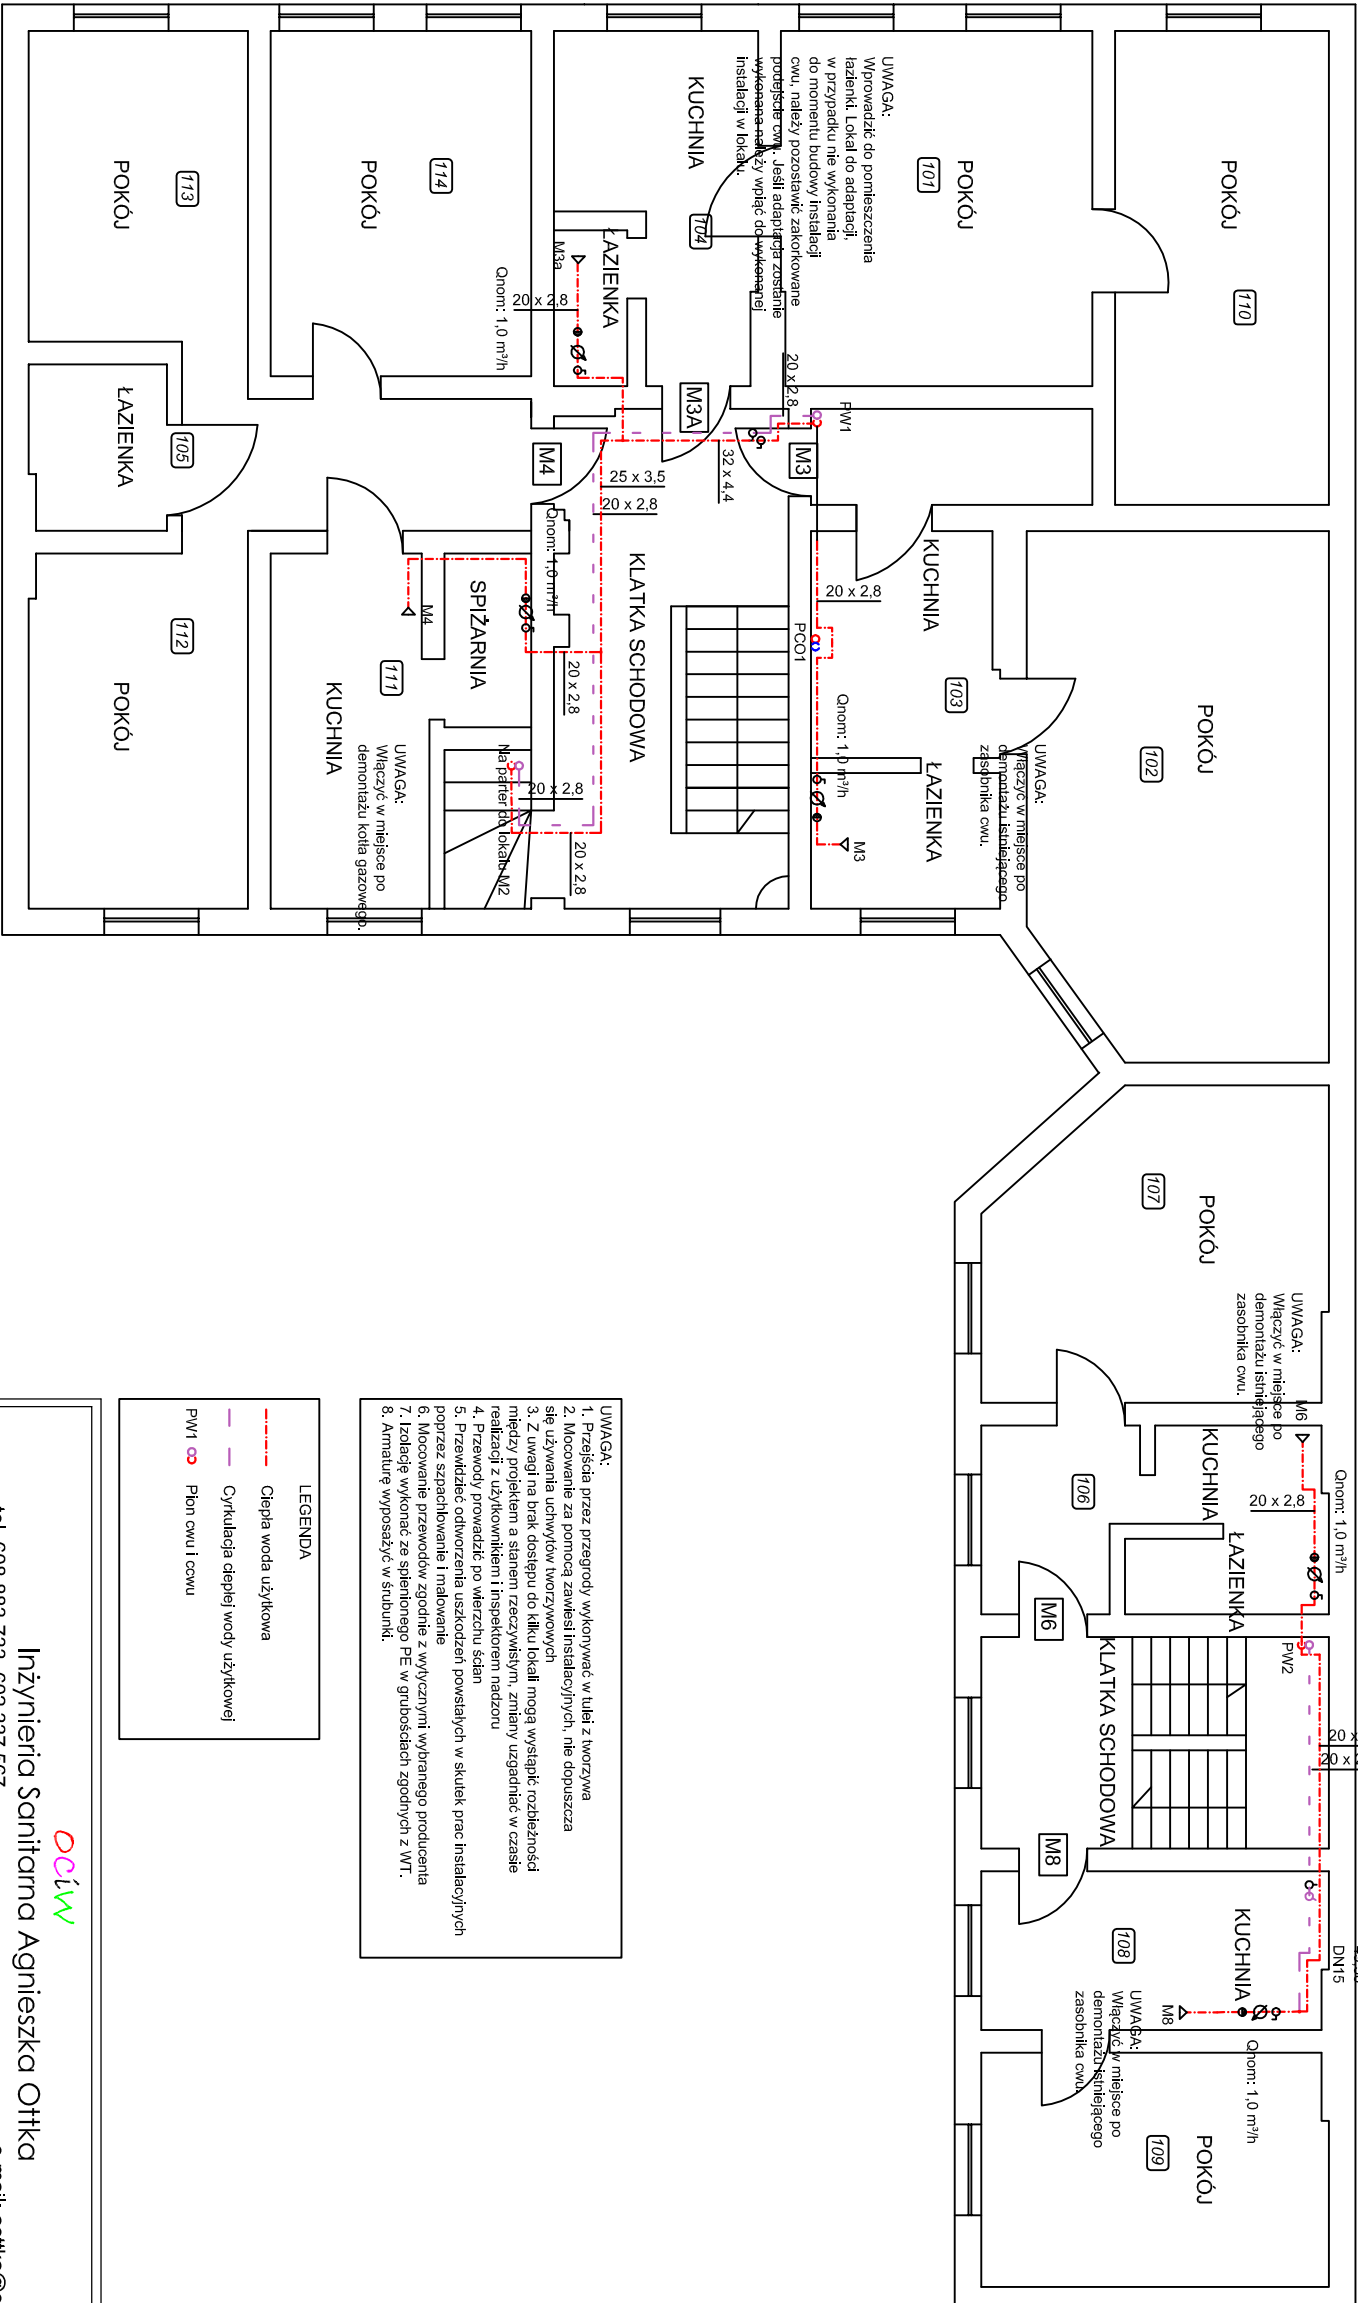 POKÓJ
110
POKÓJ
101
UWAGA:
Wprowadzić do pomieszczenia
łazienki. Lokal do adaptacji,
w przypadku nie wykonania
do momentu budowy instalacji
cwu, należy pozostawić zakorkowane
podejście cwu. Jeśli adaptacja zostanie
wykonana należy wpiąć do wykonanej
instalacji w lokalu.
KUCHNIA
104
ŁAZIENKA
M3a
20 x 2,8
Qnom: 1,0 m³/h
114
POKÓJ
113
POKÓJ
ŁAZIENKA
105
M3A
20 x 2,8
PW1
M3
32 x 4,4
M4
25 x 3,5
20 x 2,8
Qnom: 1,0 m³/h
KLATKA SCHODOWA
20 x 2,8
PCO1
KUCHNIA
103
POKÓJ
102
UWAGA:
Włączyć w miejsce po
demontażu istniejącego
zasobnika cwu.
ŁAZIENKA
Qnom: 1,0 m³/h
M3
SPIŻARNIA
M4
111
KUCHNIA
20 x 2,8
20 x 2,8
20 x 2,8
Na parter do lokalu M2
UWAGA:
Włączyć w miejsce po
demontażu kotła gazowego.
112
POKÓJ
107
POKÓJ
UWAGA:
Włączyć w miejsce po
demontażu istniejącego
zasobnika cwu.
M6
Qnom: 1,0 m³/h
KUCHNIA
20 x 2,8
106
ŁAZIENKA
M6
PW2
KLATKA SCHODOWA
20 x
20 x
M8
KUCHNIA
108
DN15
M8
UWAGA:
Włączyć w miejsce po
demontażu istniejącego
zasobnika cwu.
Qnom: 1,0 m³/h
109
POKÓJ
UWAGA:
1. Przejścia przez przegrody wykonywać w tulei z tworzywa
2. Mocowanie za pomocą zawiesi instalacyjnych, nie dopuszcza
się używania uchwytów tworzywowych
3. Z uwagi na brak dostępu do kilku lokali mogą wystąpić rozbieżności
między projektem a stanem rzeczywistym, zmiany uzgadniać w czasie
realizacji z użytkownikiem i inspektorem nadzoru
4. Przewody prowadzić po wierzchu ścian
5. Przewidzieć odtworzenia uszkodzeń powstałych w skutek prac instalacyjnych
poprzez szpachlowanie i malowanie
6. Mocowanie przewodów zgodnie z wytycznymi wybranego producenta
7. Izolację wykonać ze spienionego PE w grubościach zgodnych z WT.
8. Armaturę wyposażyć w śrubunki.
LEGENDA
Ciepła woda użytkowa
Cyrkulacja ciepłej wody użytkowej
PW1 Pion cwu i ccwu
ociw
Inżynieria Sanitarna Agnieszka Ottka